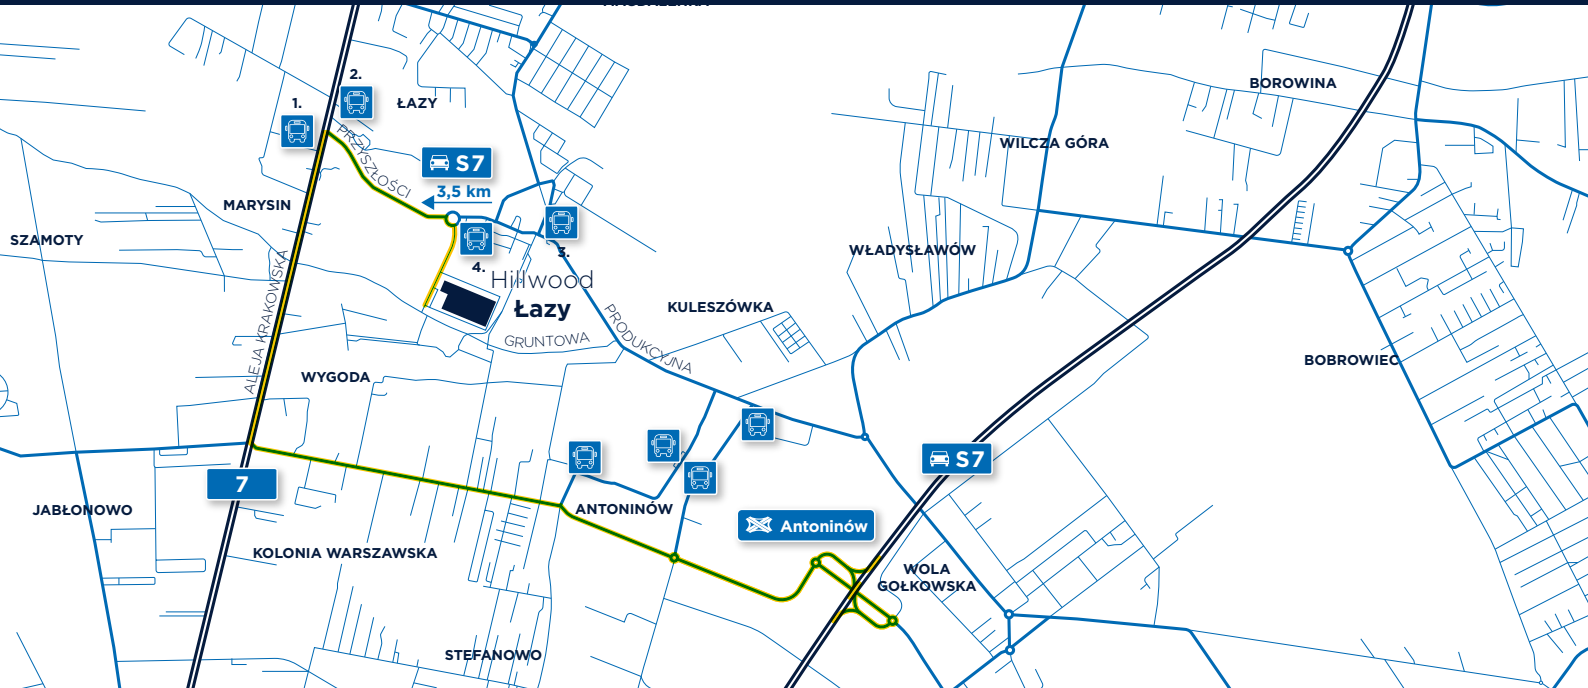 2.
1.
ŁAZY
BOROWINA
PRZYSZŁOŚCI
WILCZA GÓRA
S7
3,5 km
MARYSIN
SZAMOTY
3.
4.
WŁADYSŁAWÓW
Hillwood
Łazy
ALEJA KRAKOWSKA
KULESZÓWKA
PRODUKCYJNA
GRUNTOWA
BOBROWIEC
WYGODA
S7
7
JABŁONOWO
ANTONINÓW
Antoninów
KOLONIA WARSZAWSKA
WOLA
GOŁKOWSKA
STEFANOWO